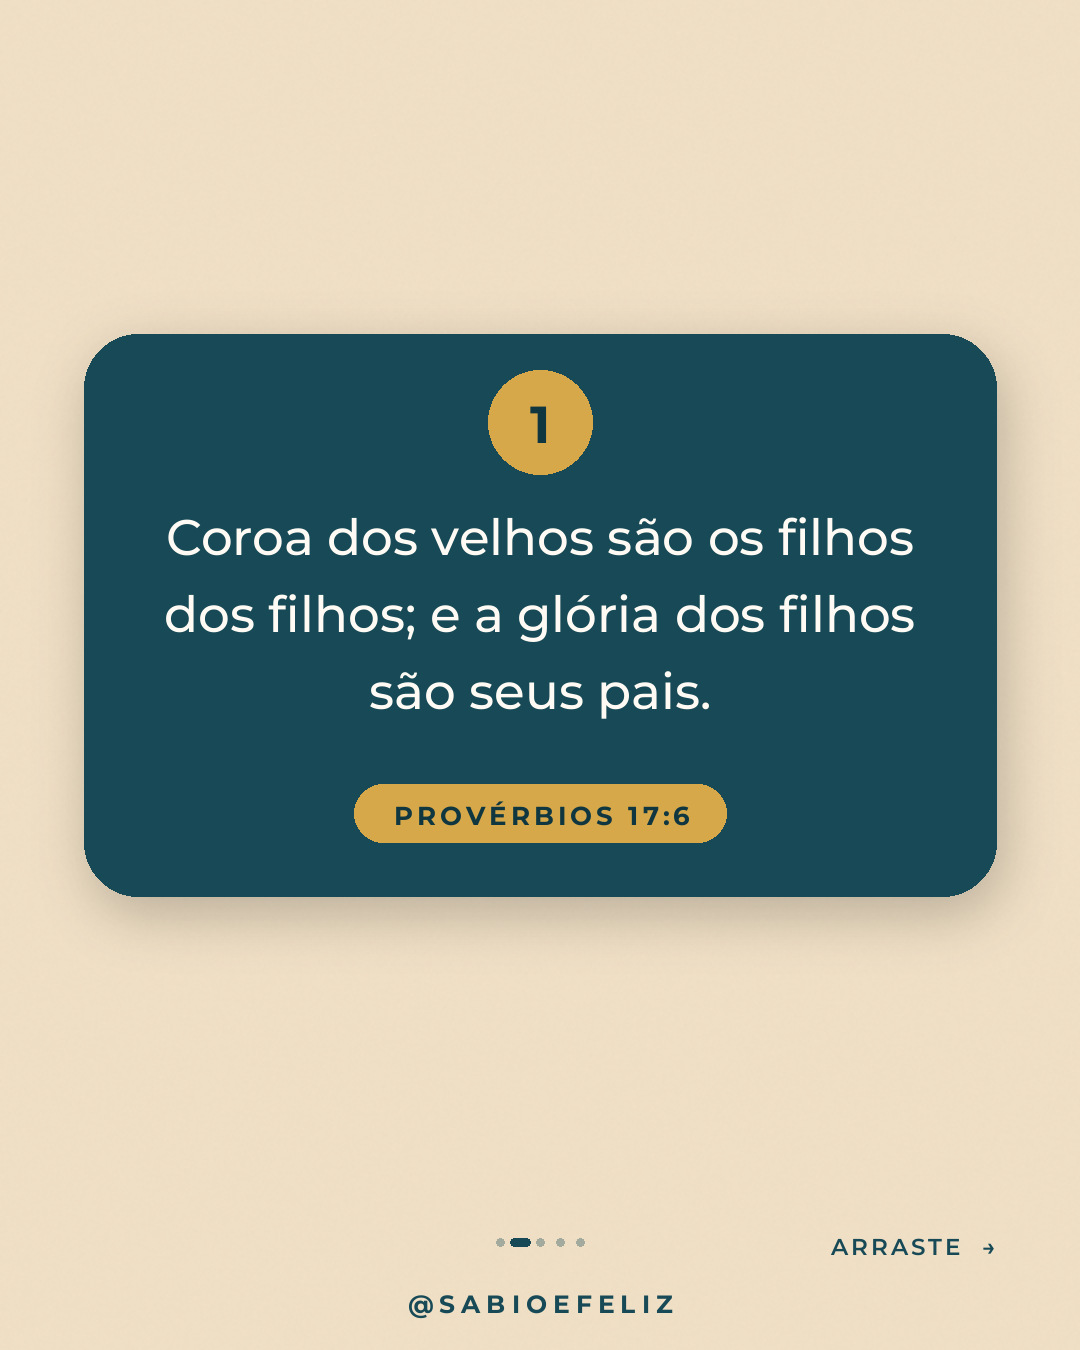 1
Coroa dos velhos são os filhos
dos filhos; e a glória dos filhos
são seus pais.
PROVÉRBIOS 17:6
ARRASTE →
@SABIOEFELIZ